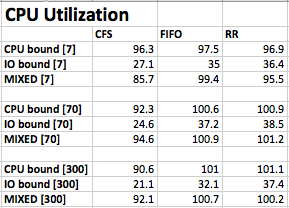 CPU Utilization
CFS FIFO RR
CPU bound [7] 96.3 97.5 96.9
IO bound [7] 27.1 35 36.4
MIXED [7] 85.7 99.4 95.5
CPU bound [70] 92.3 100.6 100.9
IO bound [70] 24.6 37.2 38.5
MIXED [70] 94.6 100.9 101.2
CPU bound [300] 90.6 101 101.1
IO bound [300] 21.1 32.1 37.4
MIXED [300] 92.1 100.7 100.2